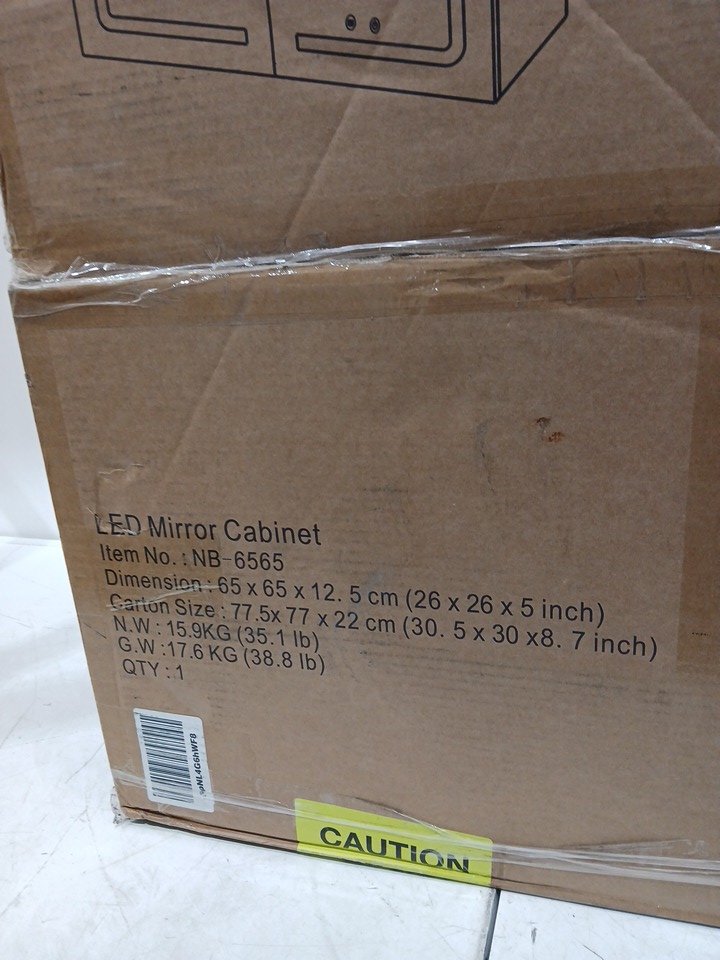 LED Mirror Cabinet
Item No. : NB-6565
Dimension : 65 x 65 x 12. 5 cm (26 x 26 x 5 inch)
Carton Size : 77.5x 77 x 22 cm (30. 5 x 30 x8. 7 inch)
N.W : 15.9KG (35.1 lb)
G.W :17.6 KG (38.8 lb)
QTY : 1
CAUTION